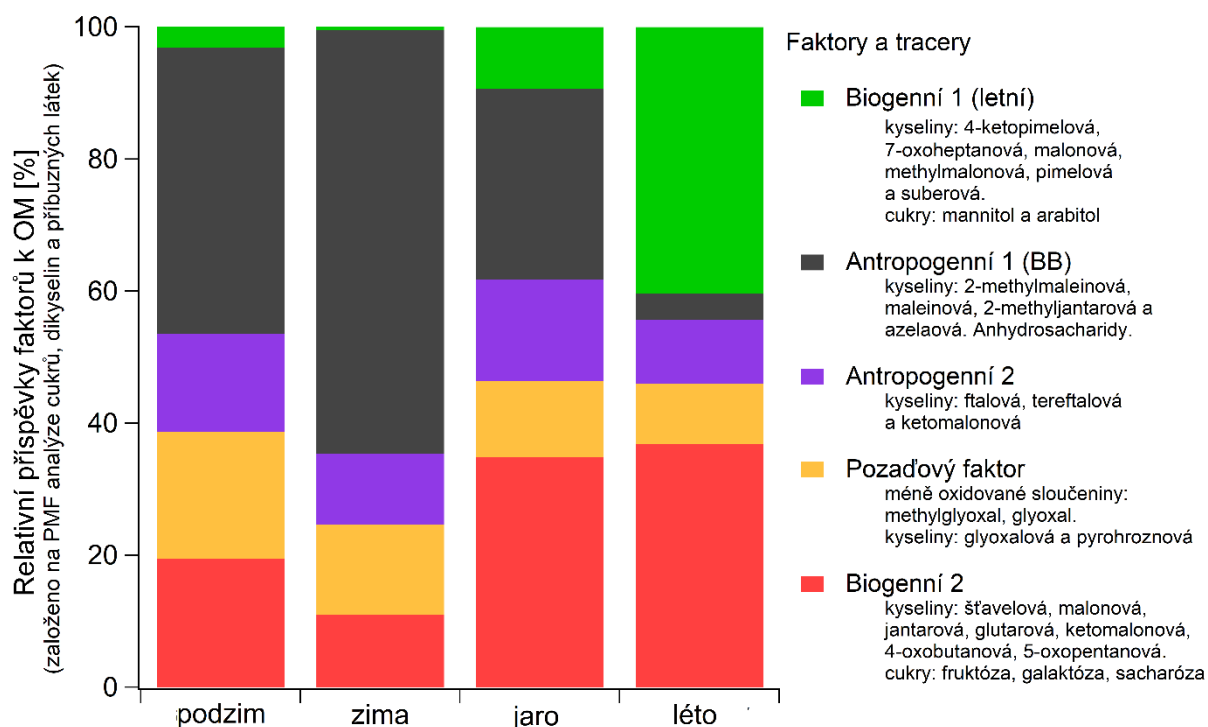 Relativní příspěvky faktorů k OM [%]
(založeno na PMF analýze cukrů, dikyselin a příbuzných látek)
100
80
60
40
20
0
podzim
zima
jaro
léto
Faktory a tracery
Biogenní 1 (letní)
kyseliny: 4-ketopimelová,
7-oxoheptanová, malonová,
methylmalonová, pimelová
a suberová.
cukry: mannitol a arabitol
Antropogenní 1 (BB)
kyseliny: 2-methylmaleinová,
maleinová, 2-methyljantarová a
azelaová. Anhydrosacharidy.
Antropogenní 2
kyseliny: ftalová, tereftalová
a ketomalonová
Pozaďový faktor
méně oxidované sloučeniny:
methylglyoxal, glyoxal.
kyseliny: glyoxalová a pyrohroznová
Biogenní 2
kyseliny: šťavelová, malonová,
jantarová, glutarová, ketomalonová,
4-oxobutanová, 5-oxopentanová.
cukry: fruktóza, galaktóza, sacharóza